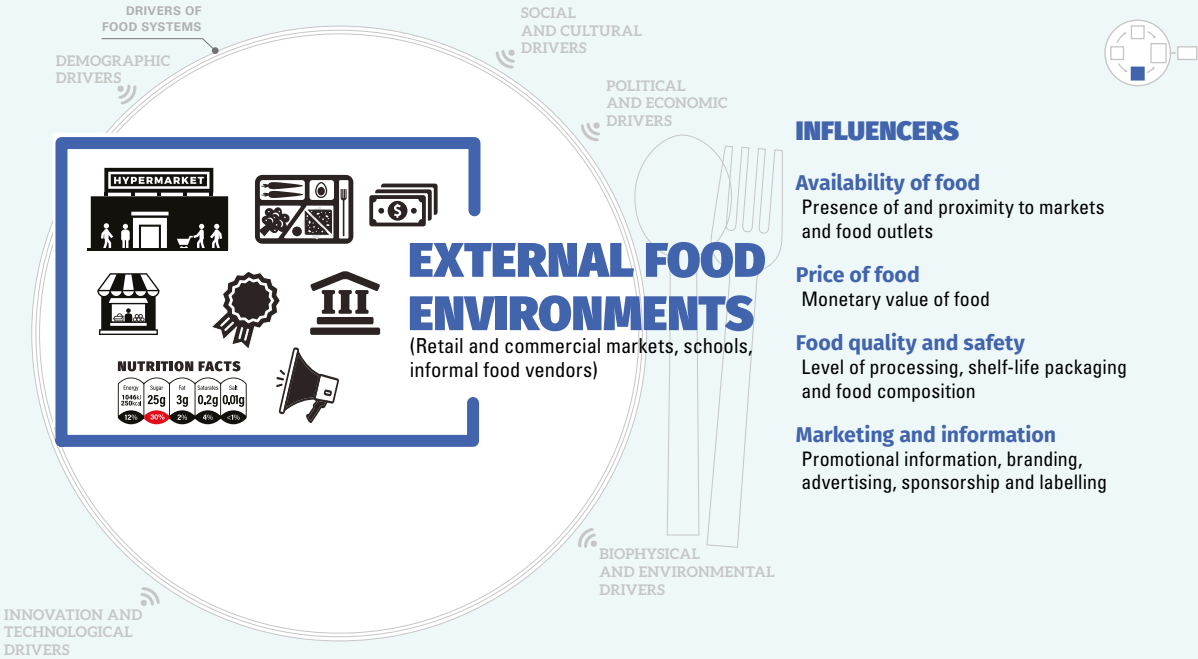 DRIVERS OF
FOOD SYSTEMS
DEMOGRAPHIC
DRIVERS
SOCIAL
AND CULTURAL
DRIVERS
POLITICAL
AND ECONOMIC
DRIVERS
HYPERMARKET
NUTRITION FACTS
Energy Sugar Fat Saturates Salt
1046kJ
250kcal 25g 3g 0.2g 0.01g
12% 30% 2% 4% <1%
EXTERNAL FOOD
ENVIRONMENTS
(Retail and commercial markets, schools,
informal food vendors)
INFLUENCERS
Availability of food
Presence of and proximity to markets
and food outlets
Price of food
Monetary value of food
Food quality and safety
Level of processing, shelf-life packaging
and food composition
Marketing and information
Promotional information, branding,
advertising, sponsorship and labelling
BIOPHYSICAL
AND ENVIRONMENTAL
DRIVERS
INNOVATION AND
TECHNOLOGICAL
DRIVERS